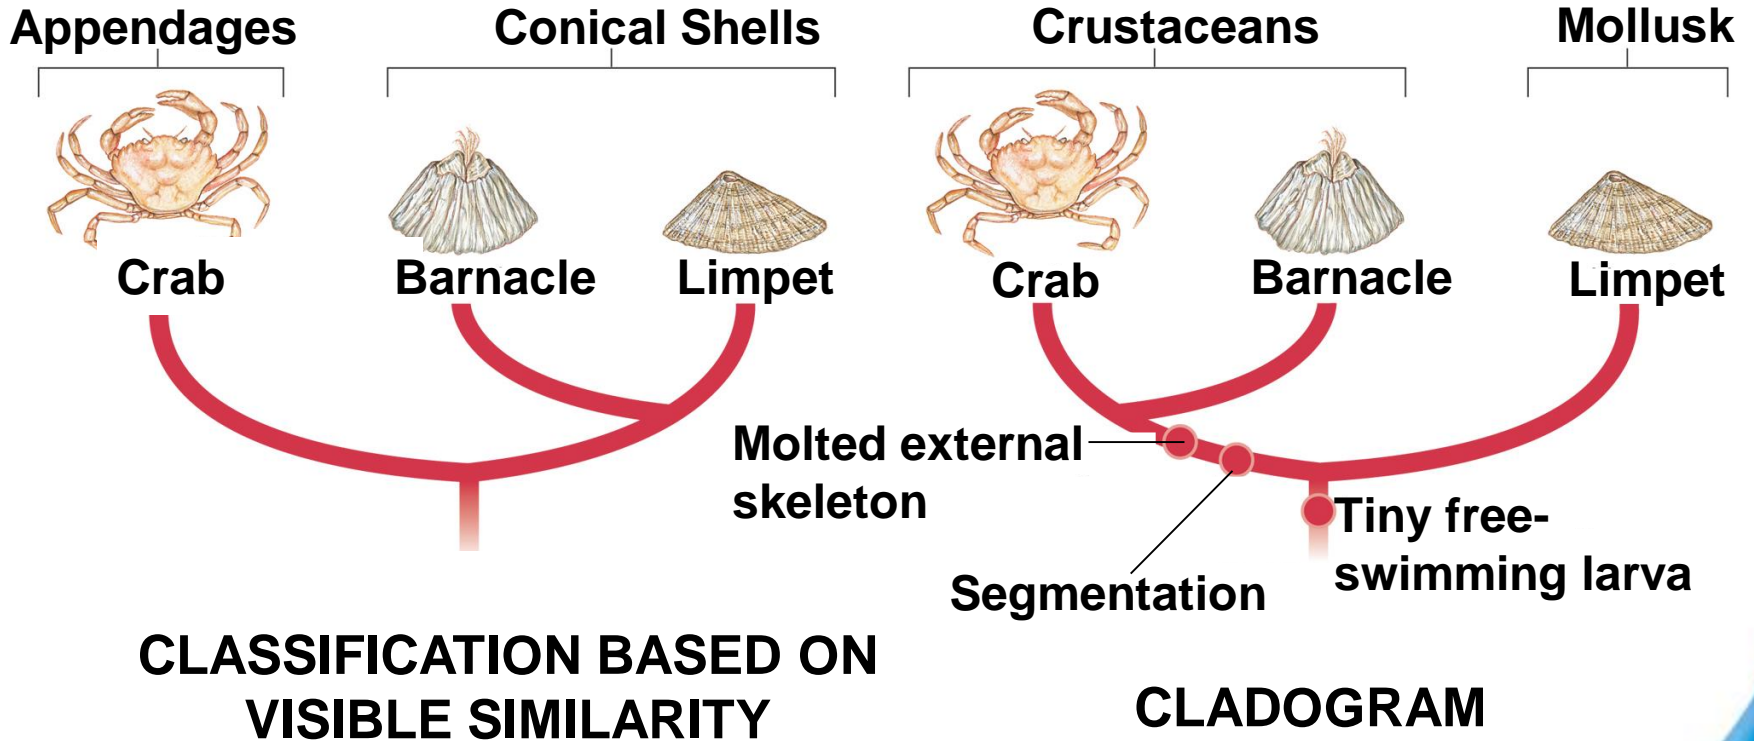 Appendages
Conical Shells
Crustaceans
Mollusk
Crab
Barnacle
Limpet
Crab
Barnacle
Limpet
Molted external
skeleton
Segmentation
Tiny free-
swimming larva
CLASSIFICATION BASED ON
VISIBLE SIMILARITY
CLADOGRAM